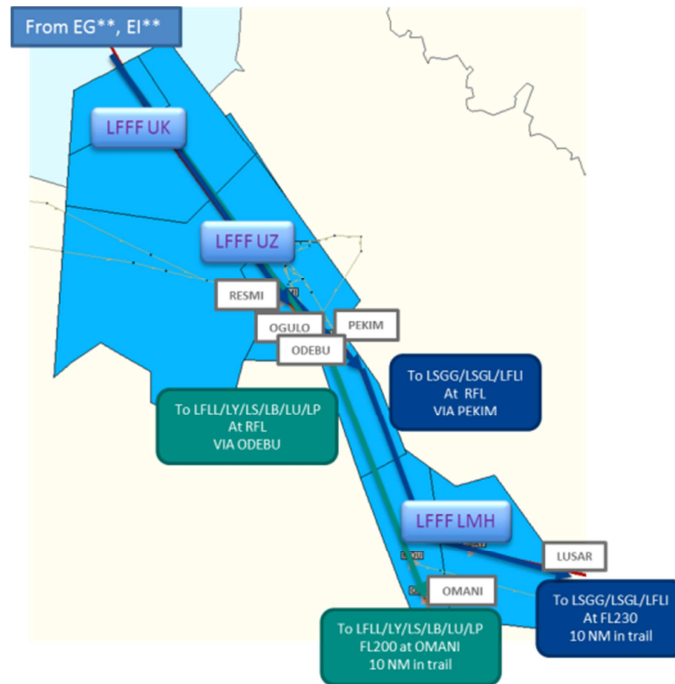 From EG**, EI**
LFFF UK
LFFF UZ
RESMI
OGULO
PEKIM
ODEBU
To LSGG/LSGL/LFLI
At RFL
VIA PEKIM
To LFLL/LY/LS/LB/LU/LP
At RFL
VIA ODEBU
LFFF LMH
LUSAR
OMANI
To LSGG/LSGL/LFLI
At FL230
10 NM in trail
To LFLL/LY/LS/LB/LU/LP
FL200 at OMANI
10 NM in trail